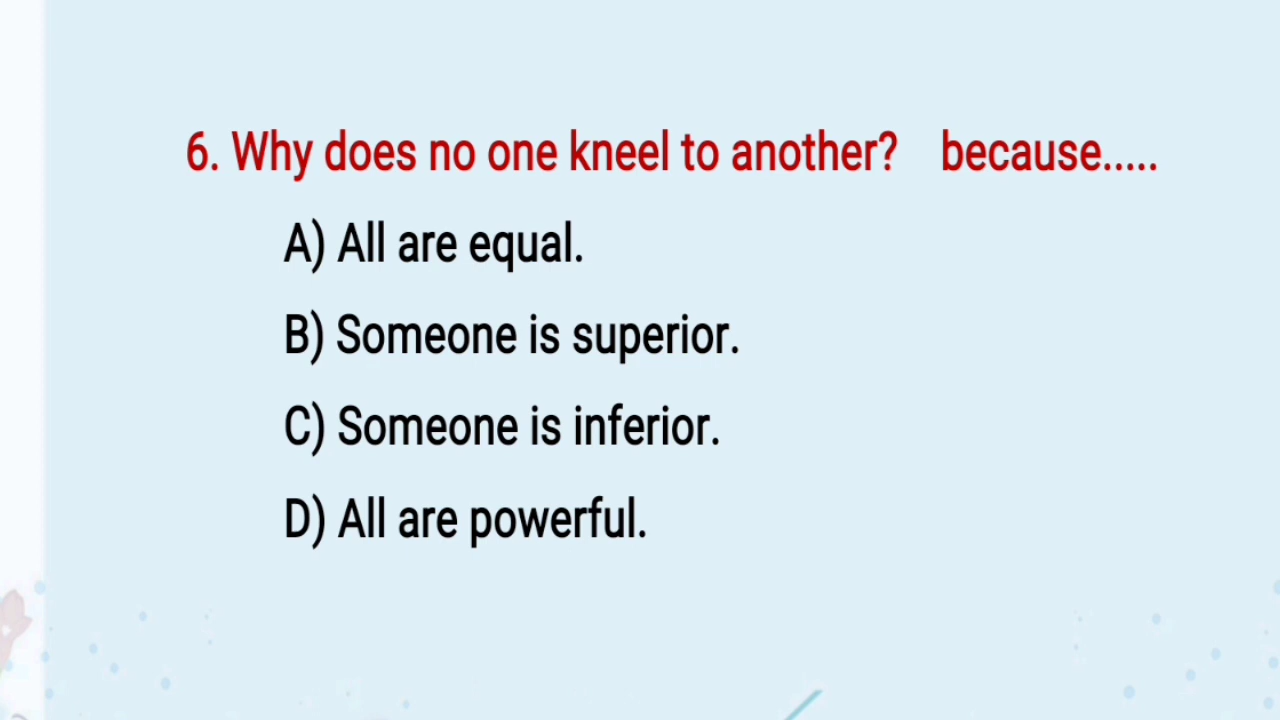 6. Why does no one kneel to another? because.....
A) All are equal.
B) Someone is superior.
C) Someone is inferior.
D) All are powerful.